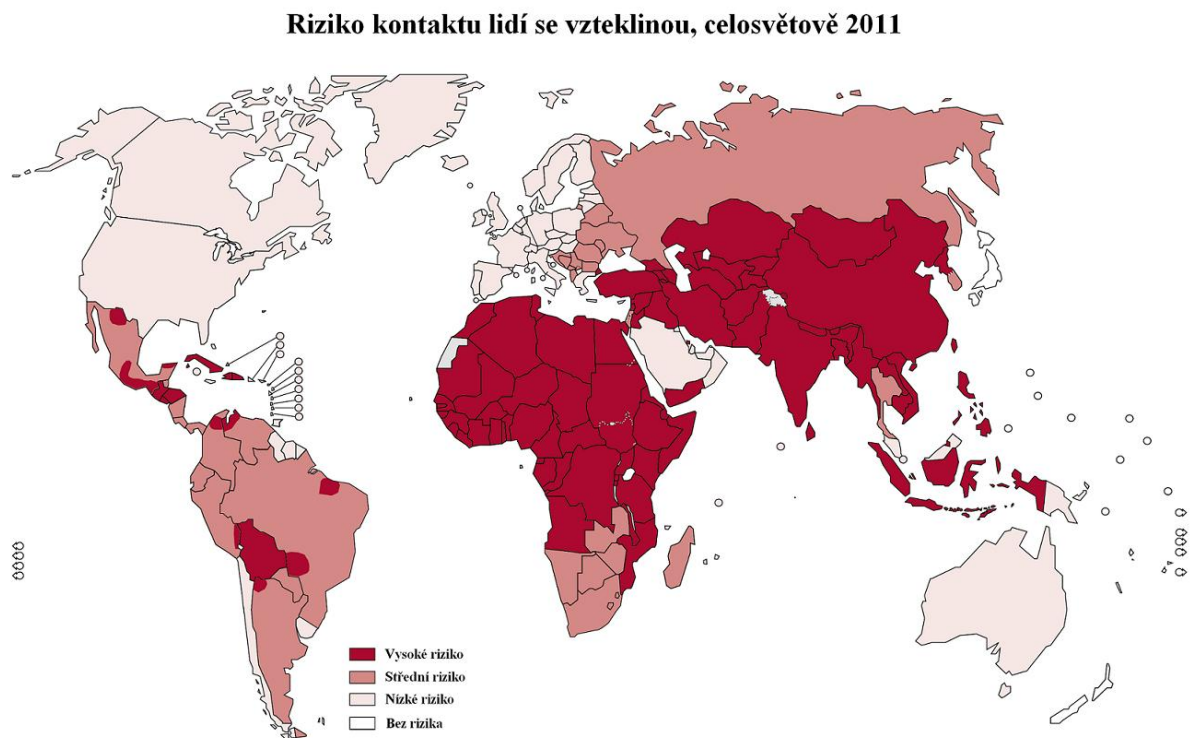 Riziko kontaktu lidí se vzteklinou, celosvětově 2011
Vysoké riziko
Střední riziko
Nízké riziko
Bez rizika